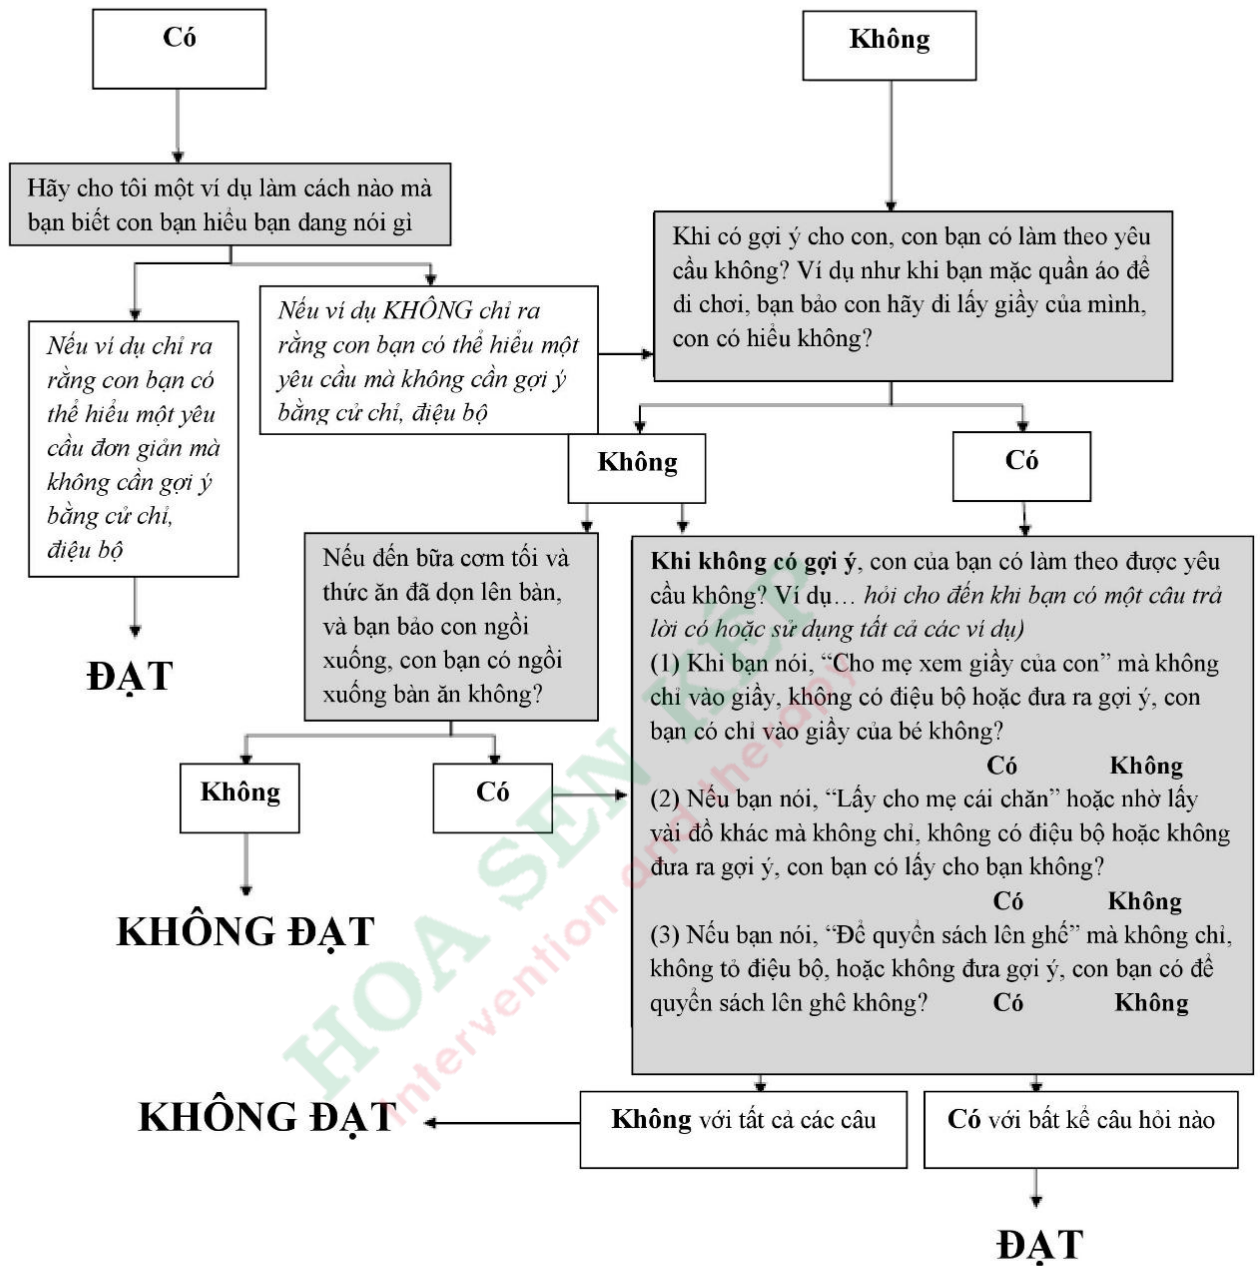 Có
Không
Hãy cho tôi một ví dụ làm cách nào mà
bạn biết con bạn hiểu bạn đang nói gì
Khi có gợi ý cho con, con bạn có làm theo yêu
cầu không? Ví dụ như khi bạn mặc quần áo để
đi chơi, bạn bảo con hãy đi lấy giầy của mình,
con có hiểu không?
Nếu ví dụ chỉ ra
rằng con bạn có
thể hiểu một yêu
cầu đơn giản mà
không cần gợi ý
bằng cử chỉ,
điệu bộ
Nếu ví dụ KHÔNG chỉ ra
rằng con bạn có thể hiểu một
yêu cầu mà không cần gợi ý
bằng cử chỉ, điệu bộ
Không
Có
ĐẠT
Nếu đến bữa cơm tối và
thức ăn đã dọn lên bàn,
và bạn bảo con ngồi
xuống, con bạn có ngồi
xuống bàn ăn không?
Không
Có
KHÔNG ĐẠT
Khi không có gợi ý, con của bạn có làm theo được yêu
cầu không? Ví dụ… hỏi cho đến khi bạn có một câu trả
lời có hoặc sử dụng tất cả các ví dụ)
(1) Khi bạn nói, “Cho mẹ xem giầy của con” mà không
chỉ vào giầy, không có điệu bộ hoặc đưa ra gợi ý, con
bạn có chỉ vào giầy của bé không?
Có Không
(2) Nếu bạn nói, “Lấy cho mẹ cái chăn” hoặc nhờ lấy
vài đồ khác mà không chỉ, không có điệu bộ hoặc không
đưa ra gợi ý, con bạn có lấy cho bạn không?
Có Không
(3) Nếu bạn nói, “Để quyển sách lên ghế” mà không chỉ,
không tỏ điệu bộ, hoặc không đưa gợi ý, con bạn có để
quyển sách lên ghế không? Có Không
Không với tất cả các câu
Có với bất kể câu hỏi nào
KHÔNG ĐẠT
ĐẠT
HOA SEN KÉP
Intervention and therapy